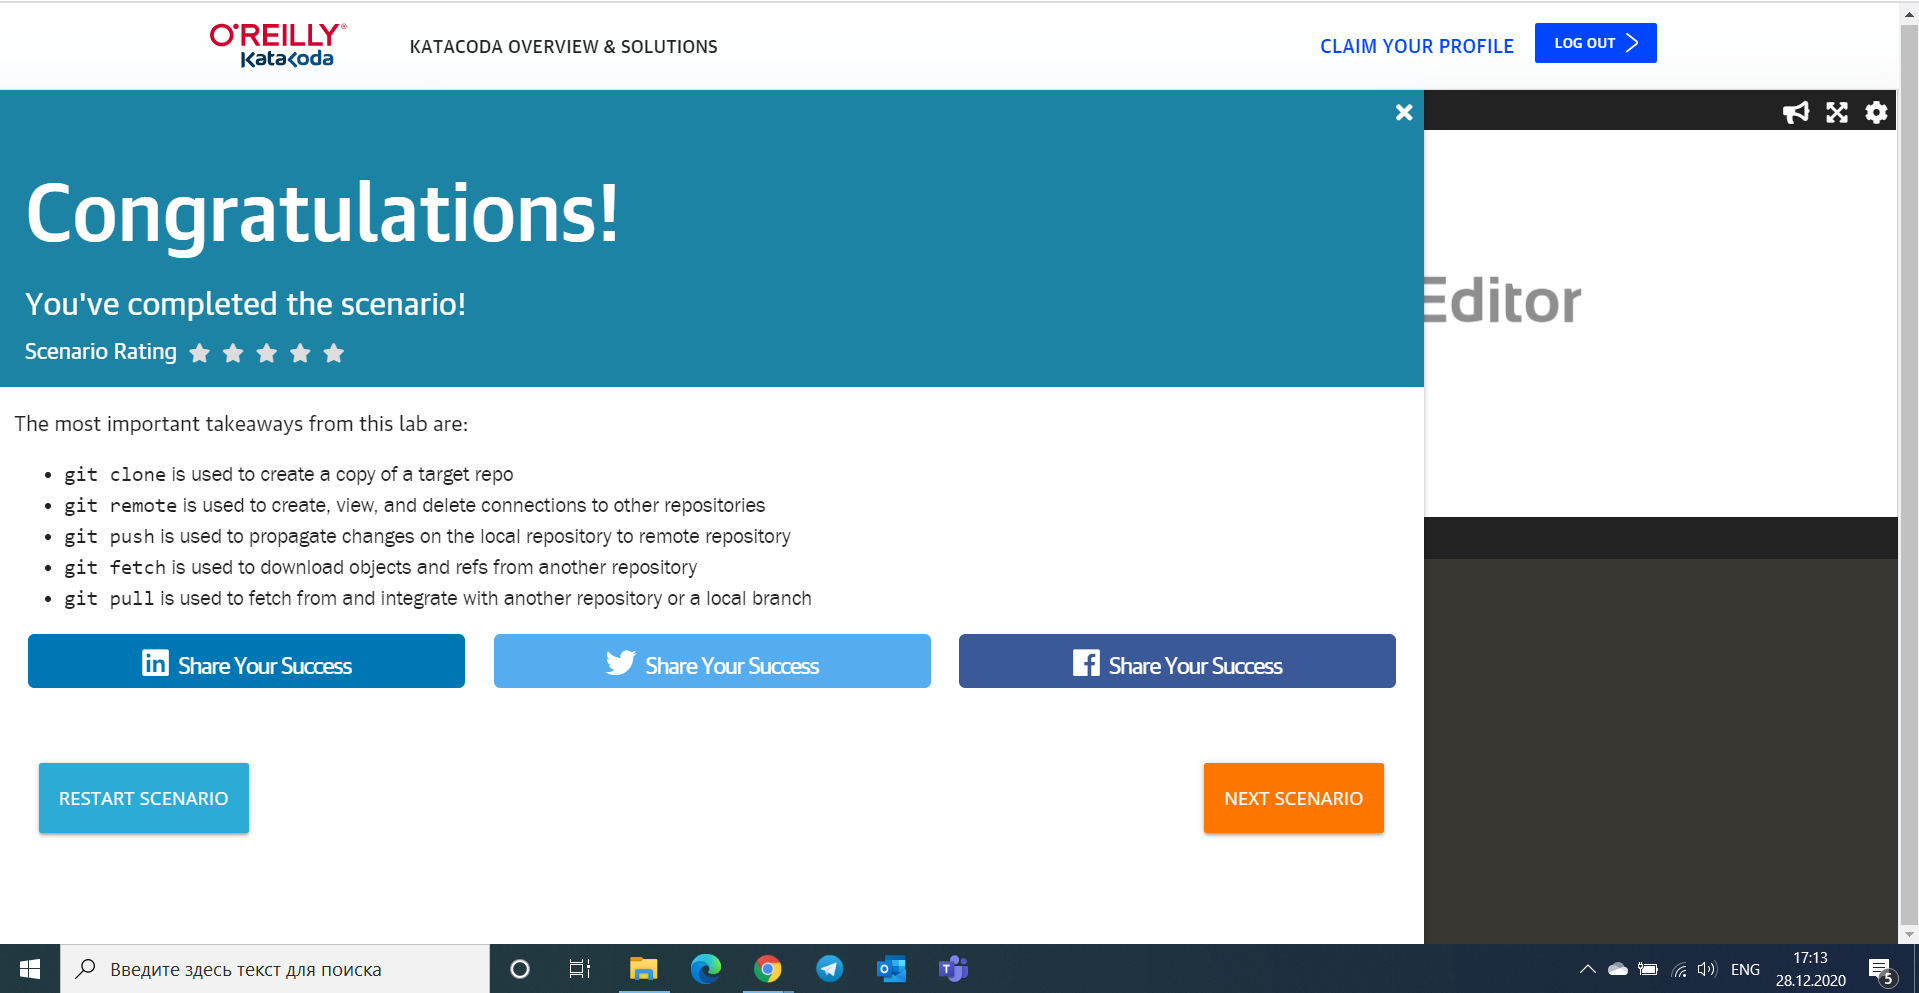 O'REILLY®
Katacoda
KATACODA OVERVIEW & SOLUTIONS
CLAIM YOUR PROFILE
LOG OUT
Congratulations!
You've completed the scenario!
Scenario Rating
Editor
The most important takeaways from this lab are:
• git clone is used to create a copy of a target repo
• git remote is used to create, view, and delete connections to other repositories
• git push is used to propagate changes on the local repository to remote repository
• git fetch is used to download objects and refs from another repository
• git pull is used to fetch from and integrate with another repository or a local branch
in Share Your Success
Share Your Success
f Share Your Success
RESTART SCENARIO
NEXT SCENARIO
Введите здесь текст для поиска
ENG
17:13
28.12.2020
5